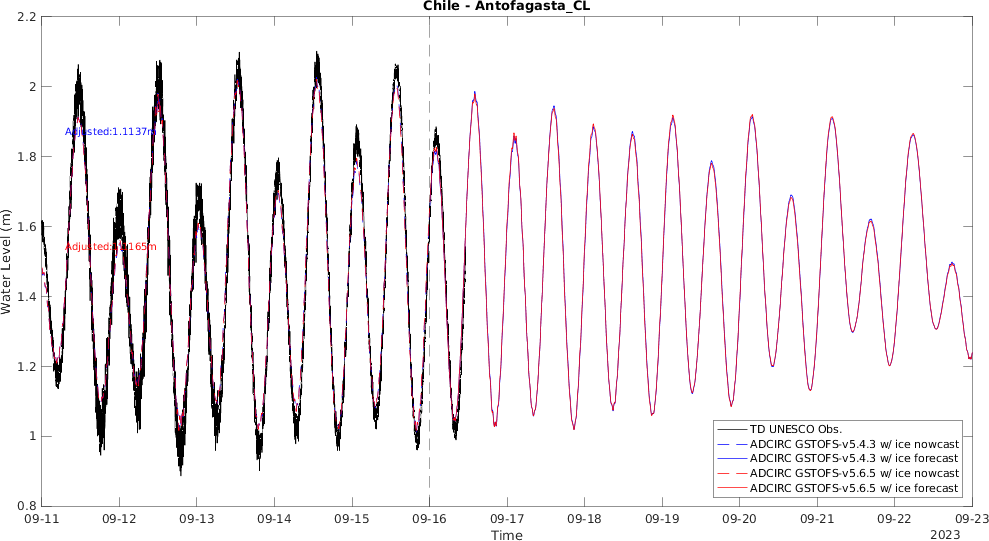 Chile - Antofagasta_CL
2.2
2
1.8
1.6
1.4
1.2
1
0.8
Water Level (m)
Adjusted:1.1137m
Adjusted: 165m
TD UNESCO Obs.
ADCIRC GSTOFS-v5.4.3 w/ ice nowcast
ADCIRC GSTOFS-v5.4.3 w/ ice forecast
ADCIRC GSTOFS-v5.6.5 w/ ice nowcast
ADCIRC GSTOFS-v5.6.5 w/ ice forecast
09-11 09-12 09-13 09-14 09-15 09-16 09-17 09-18 09-19 09-20 09-21 09-22 09-23
Time
2023